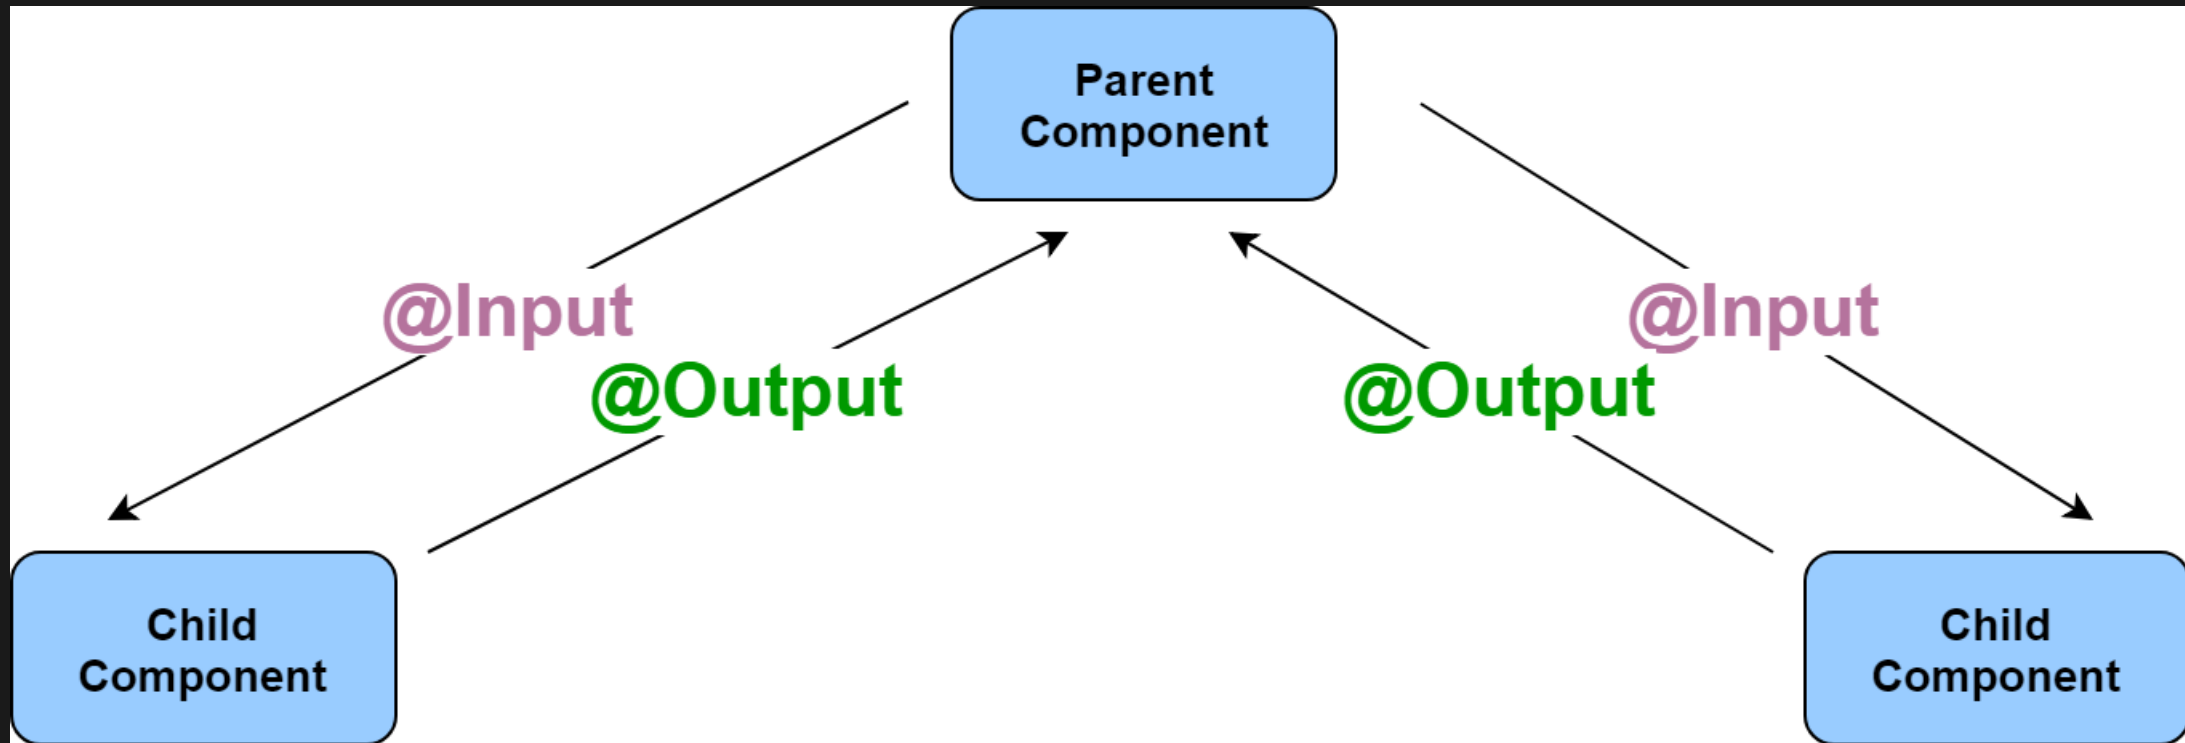 Parent
Component
@Input
@Input
@Output
@Output
Child
Component
Child
Component